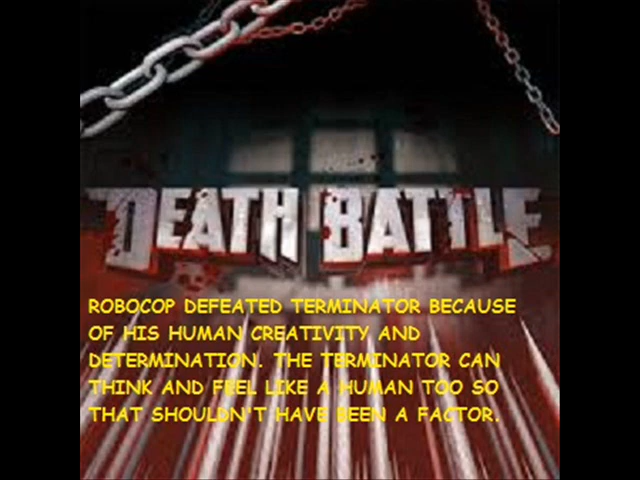 DEATH BATTLE
ROBOCOP DEFEATED TERMINATOR BECAUSE
OF HIS HUMAN CREATIVITY AND
DETERMINATION. THE TERMINATOR CAN
THINK AND FEEL LIKE A HUMAN TOO SO
THAT SHOULDN'T HAVE BEEN A FACTOR.